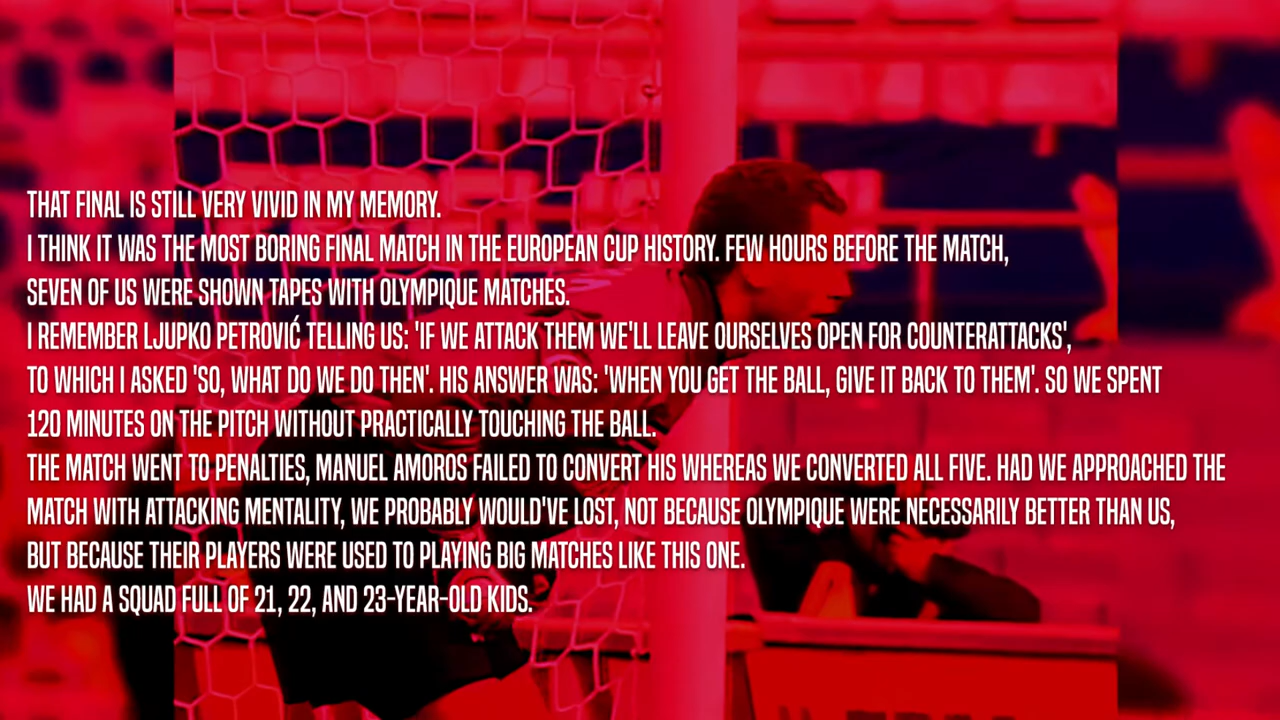 THAT FINAL IS STILL VERY VIVID IN MY MEMORY.
I THINK IT WAS THE MOST BORING FINAL MATCH IN THE EUROPEAN CUP HISTORY. FEW HOURS BEFORE THE MATCH,
SEVEN OF US WERE SHOWN TAPES WITH OLYMPIQUE MATCHES.
I REMEMBER LJUPKO PETROVIĆ TELLING US: 'IF WE ATTACK THEM WE'LL LEAVE OURSELVES OPEN FOR COUNTERATTACKS',
TO WHICH I ASKED 'SO, WHAT DO WE DO THEN'. HIS ANSWER WAS: 'WHEN YOU GET THE BALL, GIVE IT BACK TO THEM'. SO WE SPENT
120 MINUTES ON THE PITCH WITHOUT PRACTICALLY TOUCHING THE BALL.
THE MATCH WENT TO PENALTIES, MANUEL AMOROS FAILED TO CONVERT HIS WHEREAS WE CONVERTED ALL FIVE. HAD WE APPROACHED THE
MATCH WITH ATTACKING MENTALITY, WE PROBABLY WOULD'VE LOST, NOT BECAUSE OLYMPIQUE WERE NECESSARILY BETTER THAN US,
BUT BECAUSE THEIR PLAYERS WERE USED TO PLAYING BIG MATCHES LIKE THIS ONE.
WE HAD A SQUAD FULL OF 21, 22, AND 23-YEAR-OLD KIDS.